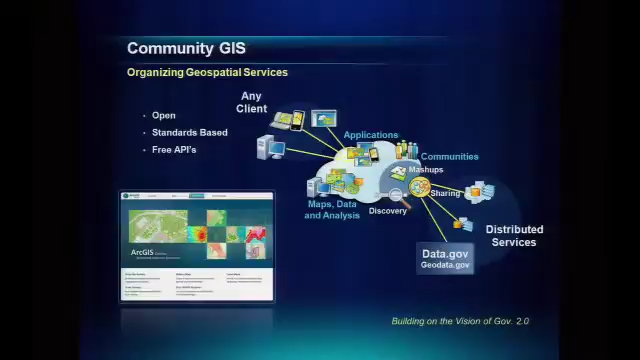 Community GIS
Organizing Geospatial Services
Any
Client
• Open
• Standards Based
• Free API's
Applications
Communities
Mashups
Sharing
Maps, Data
and Analysis
Discovery
Distributed
Services
Data.gov
Geodata.gov
ArcGIS
Building on the Vision of Gov. 2.0